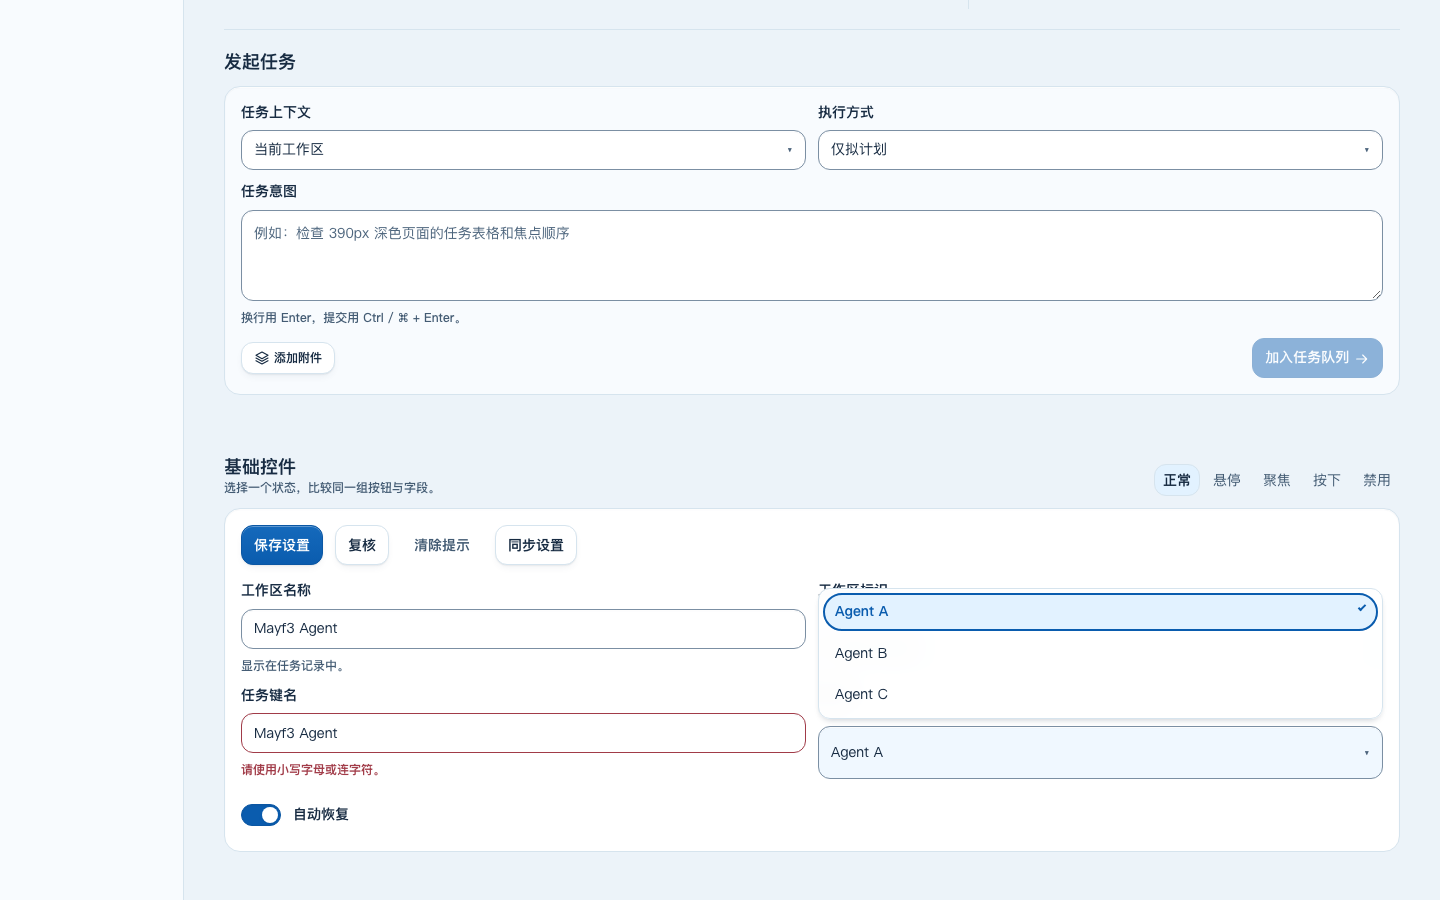 发起任务
任务上下文
执行方式
当前工作区
仅拟计划
任务意图
例如：检查 390px 深色页面的任务表格和焦点顺序
换行用 Enter，提交用 Ctrl / ⌘ + Enter。
添加附件
加入任务队列 →
基础控件
选择一个状态，比较同一组按钮与字段。
正常 悬停 聚焦 按下 禁用
保存设置 复核 清除提示 同步设置
工作区名称
工作区标识
Mayf3 Agent
显示在任务记录中。
任务键名
Mayf3 Agent
请使用小写字母或连字符。
自动恢复
Agent A
Agent B
Agent C
Agent A